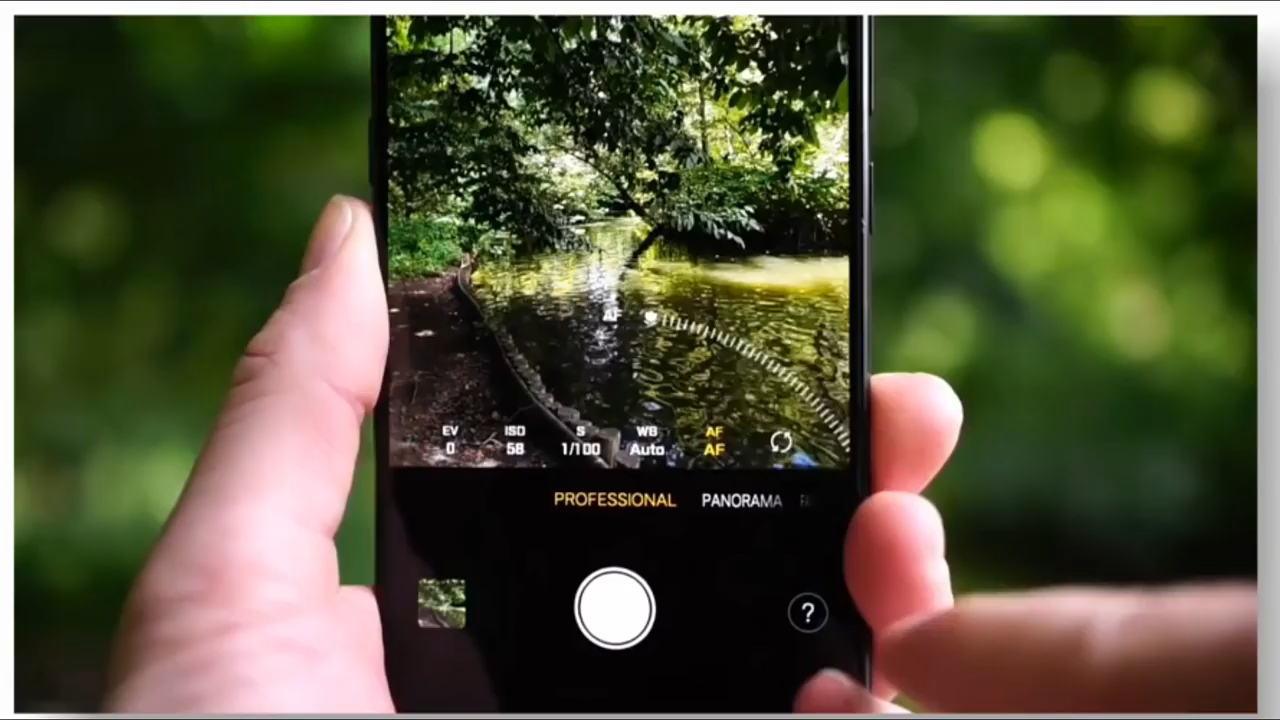 AF
EV ISO S WB AF
0 58 1/100 Auto AF
PROFESSIONAL PANORAMA
?